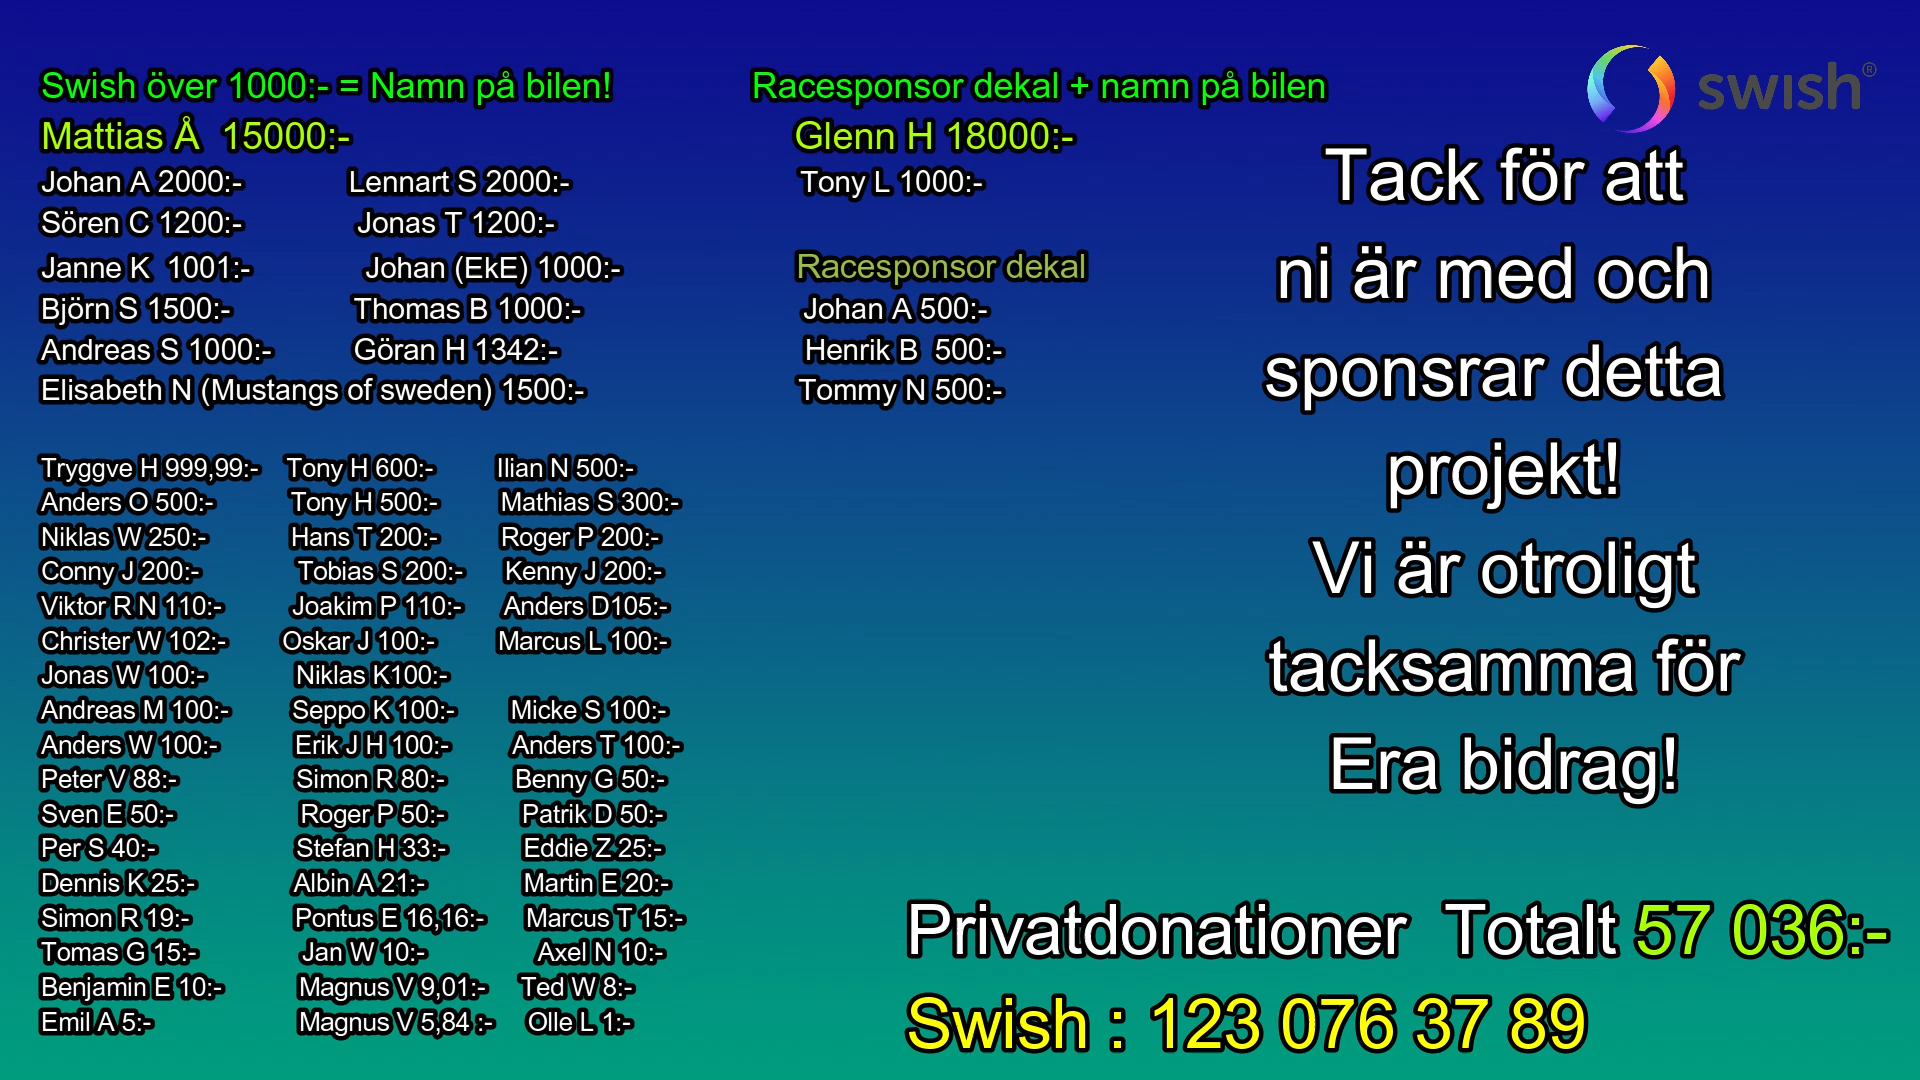 Swish över 1000:- = Namn på bilen!
Mattias Å 15000:-
Johan A 2000:- Lennart S 2000:-
Sören C 1200:- Jonas T 1200:-
Janne K 1001:- Johan (EkE) 1000:-
Björn S 1500:- Thomas B 1000:-
Andreas S 1000:- Göran H 1342:-
Elisabeth N (Mustangs of sweden) 1500:-
Tryggve H 999,99:- Tony H 600:- Ilian N 500:-
Anders O 500:- Tony H 500:- Mathias S 300:-
Niklas W 250:- Hans T 200:- Roger P 200:-
Conny J 200:- Tobias S 200:- Kenny J 200:-
Viktor R N 110:- Joakim P 110:- Anders D105:-
Christer W 102:- Oskar J 100:- Marcus L 100:-
Jonas W 100:- Niklas K100:-
Andreas M 100:- Seppo K 100:- Micke S 100:-
Anders W 100:- Erik J H 100:- Anders T 100:-
Peter V 88:- Simon R 80:- Benny G 50:-
Sven E 50:- Roger P 50:- Patrik D 50:-
Per S 40:- Stefan H 33:- Eddie Z 25:-
Dennis K 25:- Albin A 21:- Martin E 20:-
Simon R 19:- Pontus E 16,16:- Marcus T 15:-
Tomas G 15:- Jan W 10:- Axel N 10:-
Benjamin E 10:- Magnus V 9,01:- Ted W 8:-
Emil A 5:- Magnus V 5,84 :- Olle L 1:-
Racesponsor dekal + namn på bilen
Glenn H 18000:-
Tony L 1000:-
Racesponsor dekal
Johan A 500:-
Henrik B 500:-
Tommy N 500:-
swish®
Tack för att
ni är med och
sponsrar detta
projekt!
Vi är otroligt
tacksamma för
Era bidrag!
Privatdonationer Totalt 57 036:-
Swish : 123 076 37 89